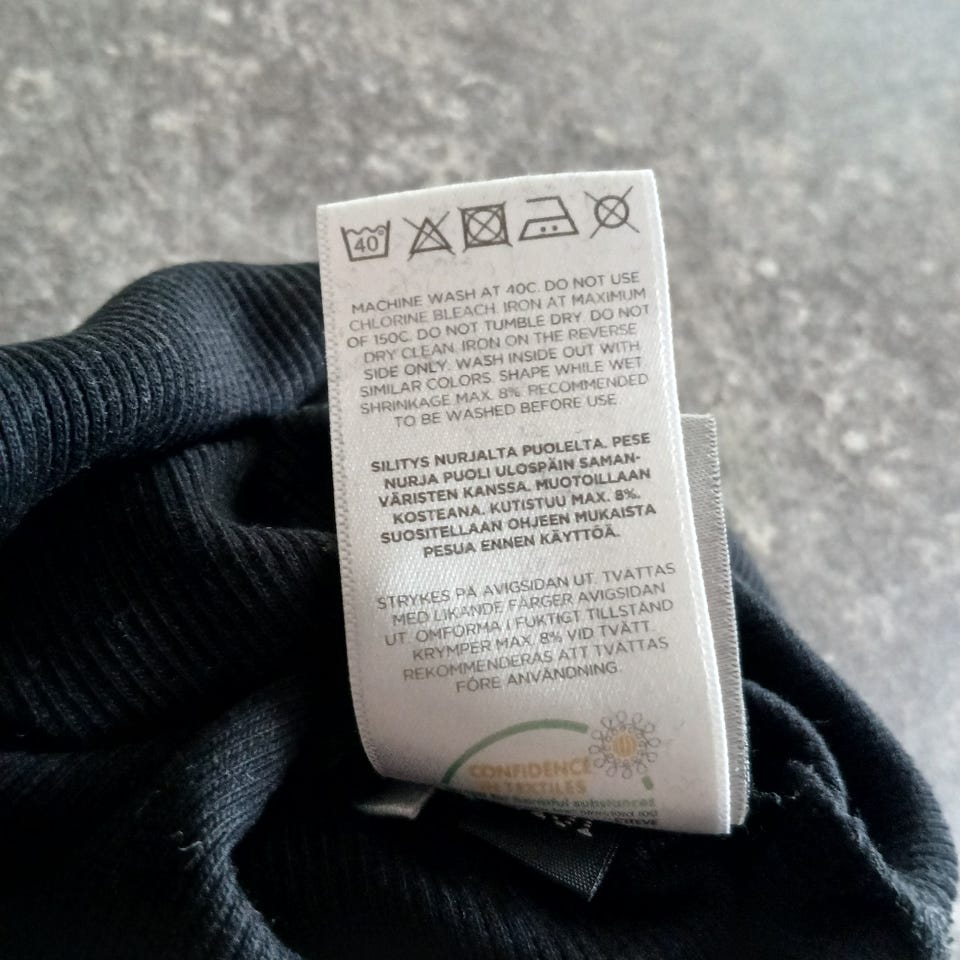 40°
MACHINE WASH AT 40C. DO NOT USE
CHLORINE BLEACH. IRON AT MAXIMUM
OF 150C. DO NOT TUMBLE DRY. DO NOT
DRY CLEAN. IRON ON THE REVERSE
SIDE ONLY. WASH INSIDE OUT WITH
SIMILAR COLORS. SHAPE WHILE WET.
SHRINKAGE MAX. 8%. RECOMMENDED
TO BE WASHED BEFORE USE.
SILITYS NURJALTA PUOLELTA. PESE
NURJA PUOLI ULOSPÄIN SAMAN-
VÄRISTEN KANSSA. MUOTOILLAAN
KOSTEANA. KUTISTUU MAX. 8%.
SUOSITELLAAN OHJEEN MUKAISTA
PESUA ENNEN KÄYTTÖÄ.
STRYKES PÅ AVIGSIDAN UT. TVÄTTAS
MED LIKANDE FÄRGER AVIGSIDAN
UT. OMFORMA I FUKTIGT TILLSTÅND
KRYMPER MAX. 8% VID TVÄTT.
REKOMMENDERAS ATT TVÄTTAS
FÖRE ANVÄNDNING.
CONFIDENCE
TEXTILES
harmful substances